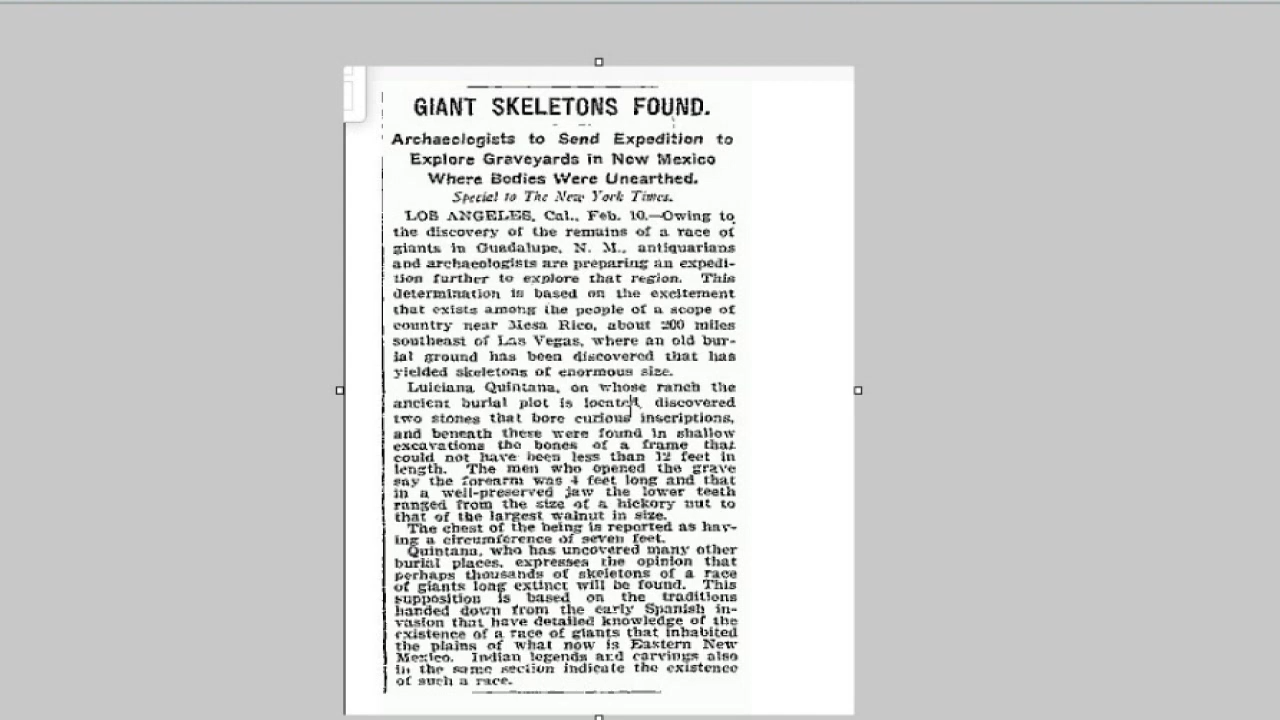 GIANT SKELETONS FOUND.
Archaeologists to Send Expedition to
Explore Graveyards in New Mexico
Where Bodies Were Unearthed.
Special to The New York Times.
LOS ANGELES, Cal., Feb. 10.—Owing to
the discovery of the remains of a race of
giants in Guadalupe, N. M., antiquarians
and archaeologists are preparing an expedi-
tion further to explore that region. This
determination is based on the excitement
that exists among the people of a scope of
country near Mesa Rico, about 200 miles
southeast of Las Vegas, where an old bur-
ial ground has been discovered that has
yielded skeletons of enormous size.
Luiciana Quintana, on whose ranch the
ancient burial plot is located, discovered
two stones that bore curious inscriptions,
and beneath these were found in shallow
excavations the bones of a frame that
could not have been less than 12 feet in
length. The men who opened the grave
say the forearm was 4 feet long and that
in a well-preserved jaw the lower teeth
ranged from the size of a hickory nut to
that of the largest walnut in size.
The chest of the being is reported as hav-
ing a circumference of seven feet.
Quintana, who has uncovered many other
burial places, expresses the opinion that
perhaps thousands of skeletons of a race
of giants long extinct will be found. This
supposition is based on the traditions
handed down from the early Spanish in-
vasion that have detailed knowledge of the
existence of a race of giants that inhabited
the plains of what now is Eastern New
Mexico. Indian legends and carvings also
in the same section indicate the existence
of such a race.